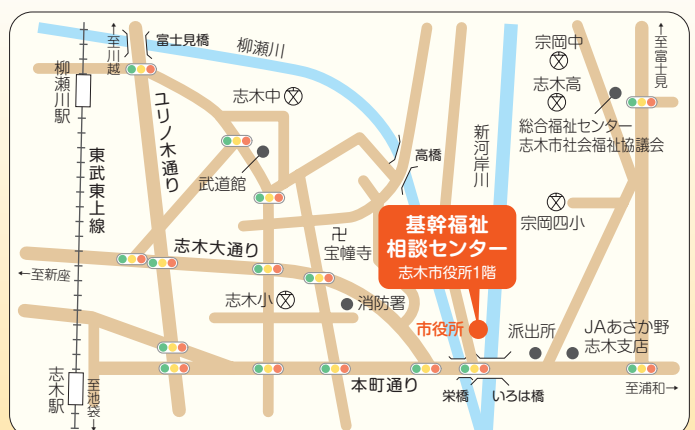 至川越
富士見橋
柳瀬川
宗岡中
至富士見
柳瀬川駅
志木中
志木高
ユリノ木通り
総合福祉センター
志木市社会福祉協議会
新河岸川
高橋
東武東上線
武道館
宗岡四小
基幹福祉
相談センター
志木市役所1階
卍
宝幢寺
志木大通り
←至新座
志木小
消防署
市役所
派出所
JAあさか野
志木支店
志木駅
至池袋
本町通り
栄橋
いろは橋
至浦和→